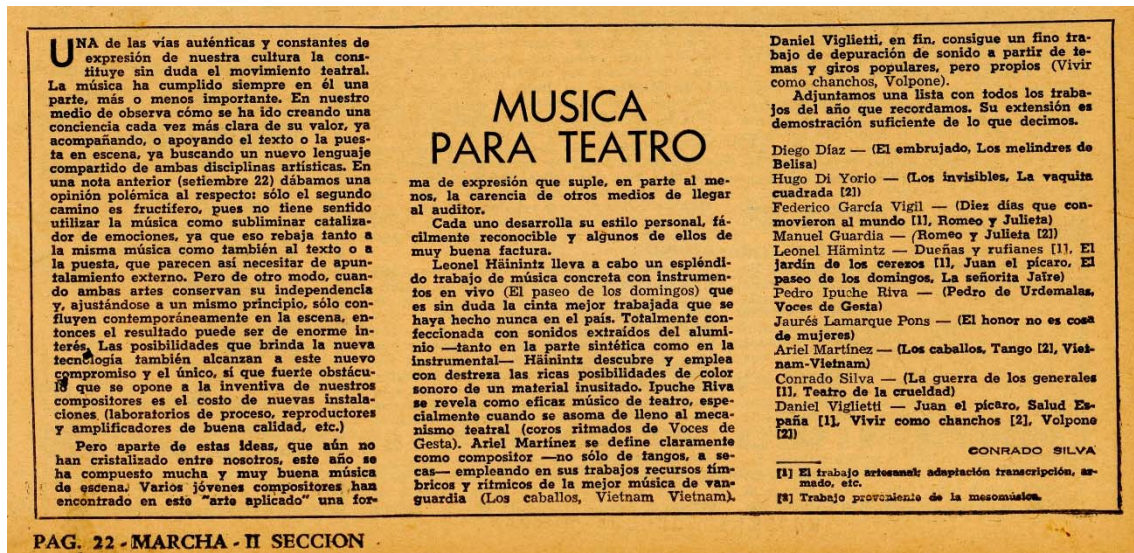 UNA de las vías auténticas y constantes de
expresión de nuestra cultura la cons-
tituye sin duda el movimiento teatral.
La música ha cumplido siempre en él una
parte, más o menos importante. En nuestro
medio de observa cómo se ha ido creando una
conciencia cada vez más clara de su valor, ya
acompañando, o apoyando el texto o la pues-
ta en escena, ya buscando un nuevo lenguaje
compartido de ambas disciplinas artísticas. En
una nota anterior (setiembre 22) dábamos una
opinión polémica al respecto: sólo el segundo
camino es fructífero, pues no tiene sentido
utilizar la música como subliminar cataliza-
dor de emociones, ya que eso rebaja tanto a
la misma música como también al texto o a
la puesta, que parecen así necesitar de apun-
talamiento externo. Pero de otro modo, cuan-
do ambas artes conservan su independencia
y, ajustándose a un mismo principio, sólo con-
fluyen contemporáneamente en la escena, en-
tonces el resultado puede ser de enorme in-
terés. Las posibilidades que brinda la nueva
tecnología también alcanzan a este nuevo
compromiso y el único, sí que fuerte obstácu-
lo que se opone a la inventiva de nuestros
compositores es el costo de nuevas instala-
ciones (laboratorios de proceso, reproductores
y amplificadores de buena calidad, etc.)
Pero aparte de estas ideas, que aún no
han cristalizado entre nosotros, este año se
ha compuesto mucha y muy buena música
de escena. Varios jóvenes compositores han
encontrado en este "arte aplicado" una for-
MUSICA
PARA TEATRO
ma de expresión que suple, en parte al me-
nos, la carencia de otros medios de llegar
al auditor.
Cada uno desarrolla su estilo personal, fá-
cilmente reconocible y algunos de ellos de
muy buena factura.
Leonel Häinintz lleva a cabo un espléndi-
do trabajo de música concreta con instrumen-
tos en vivo (El paseo de los domingos) que
es sin duda la cinta mejor trabajada que se
haya hecho nunca en el país. Totalmente con-
feccionada con sonidos extraídos del alumi-
nio —tanto en la parte sintética como en la
instrumental— Häinintz descubre y emplea
con destreza las ricas posibilidades de color
sonoro de un material inusitado. Ipuche Riva
se revela como eficaz músico de teatro, espe-
cialmente cuando se asoma de lleno al meca-
nismo teatral (coros ritmados de Voces de
Gesta). Ariel Martínez se define claramente
como compositor —no sólo de tangos, a se-
cas— empleando en sus trabajos recursos tím-
bricos y rítmicos de la mejor música de van-
guardia (Los caballos, Vietnam Vietnam).
Daniel Viglietti, en fin, consigue un fino tra-
bajo de depuración de sonido a partir de te-
mas y giros populares, pero propios (Vivir
como chanchos, Volpone).
Adjuntamos una lista con todos los traba-
jos del año que recordamos. Su extensión es
demostración suficiente de lo que decimos.
Diego Díaz — (El embrujado, Los melindres de
Belisa)
Hugo Di Yorio — (Los invisibles, La vaquita
cuadrada [2])
Federico García Vigil — (Diez días que con-
movieron al mundo [1], Romeo y Julieta)
Manuel Guardia — (Romeo y Julieta [2])
Leonel Hämintz — Dueñas y rufianes [1], El
jardín de los cerezos [1], Juan el pícaro, El
paseo de los domingos, La señorita Jaïre)
Pedro Ipuche Riva — (Pedro de Urdemalas,
Voces de Gesta)
Jaurés Lamarque Pons — (El honor no es cosa
de mujeres)
Ariel Martínez — (Los caballos, Tango [2], Viet-
nam-Vietnam)
Conrado Silva — (La guerra de los generales
[1], Teatro de la crueldad)
Daniel Viglietti — Juan el pícaro, Salud Es-
paña [1], Vivir como chanchos [2], Volpone
[2])
CONRADO SILVA
[1] El trabajo artesanal: adaptación transcripción, ar-
mado, etc.
[2] Trabajo proveniente de la mesomúsica.
PAG. 22 - MARCHA - II SECCION